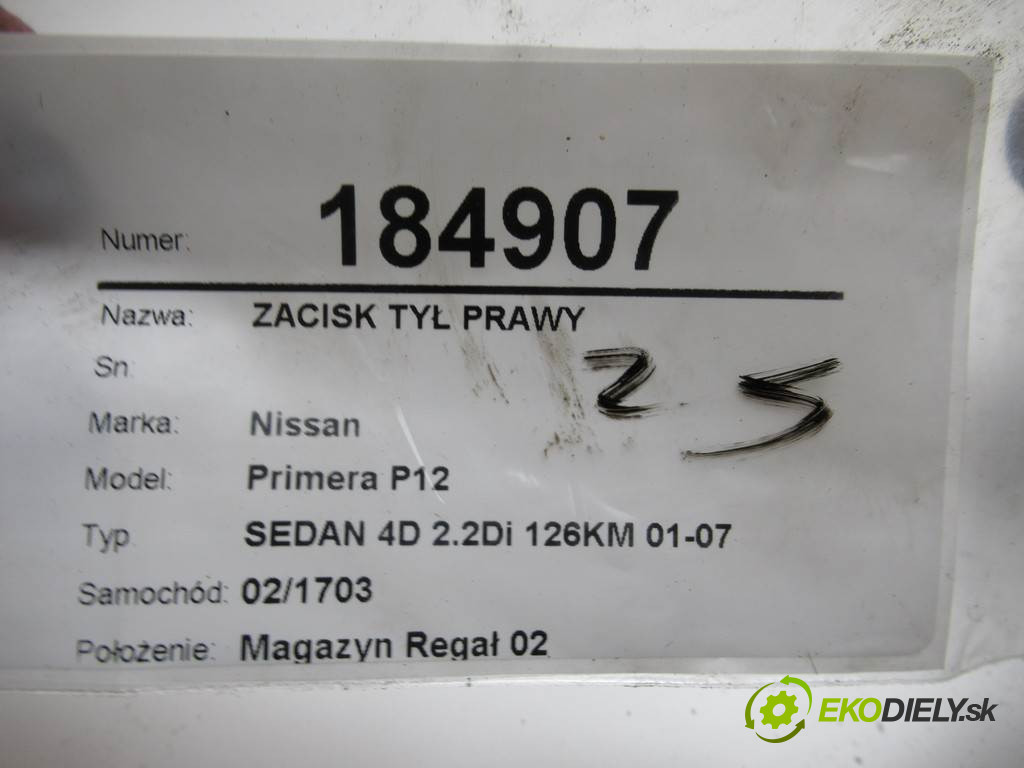 Numer: 184907
Nazwa: ZACISK TYŁ PRAWY
Sn
25
Marka: Nissan
Model: Primera P12
Typ SEDAN 4D 2.2Di 126KM 01-07
Samochód: 02/1703
Położenie: Magazyn Regał 02
EKODIELY.sk